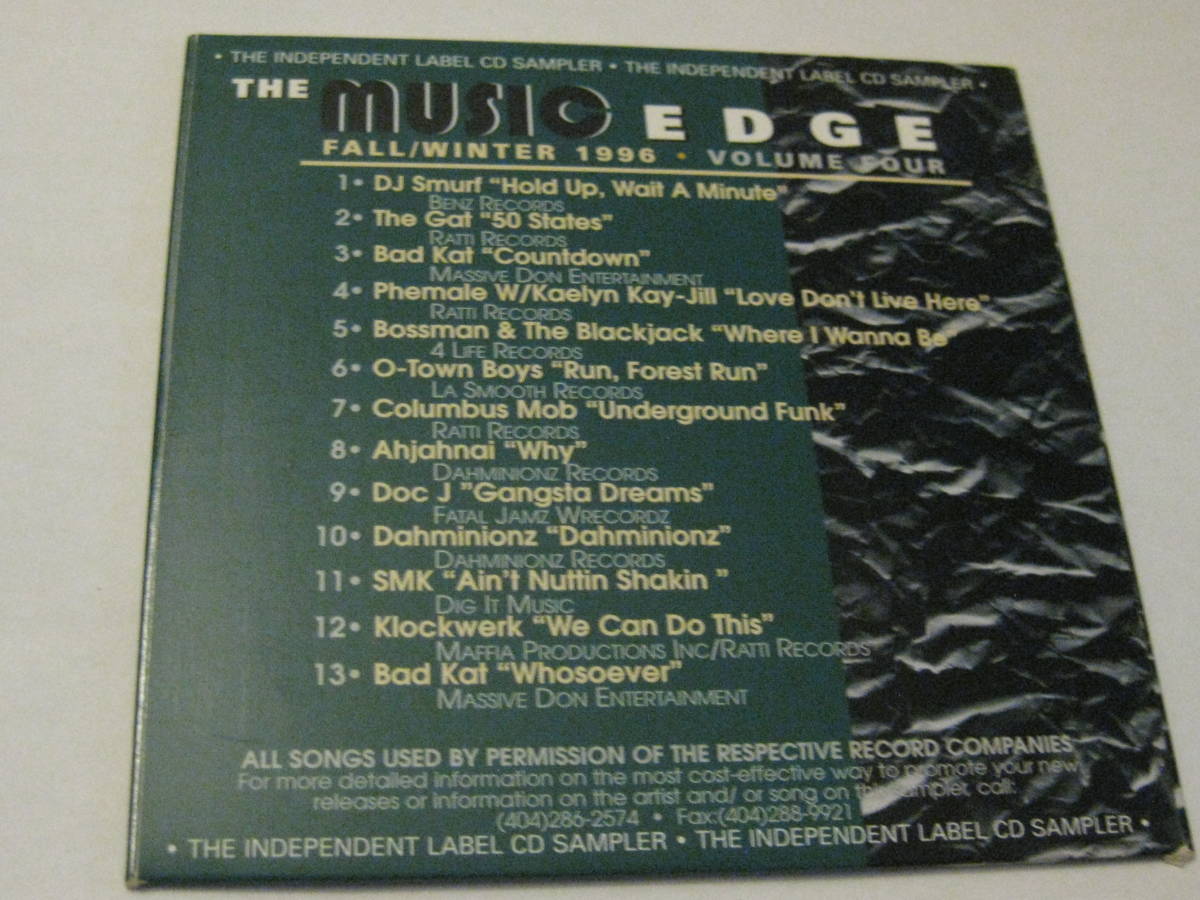 • THE INDEPENDENT LABEL CD SAMPLER • THE INDEPENDENT LABEL CD SAMPLER •
THE MUSIC EDGE
FALL/WINTER 1996 • VOLUME FOUR
1• DJ Smurf "Hold Up, Wait A Minute"
BENZ RECORDS
2• The Gat "50 States"
RATTI RECORDS
3• Bad Kat "Countdown"
MASSIVE DON ENTERTAINMENT
4• Phemale W/Kaelyn Kay-Jill "Love Don't Live Here"
RATTI RECORDS
5• Bossman & The Blackjack "Where I Wanna Be"
4 LIFE RECORDS
6• O-Town Boys "Run, Forest Run"
LA SMOOTH RECORDS
7• Columbus Mob "Underground Funk"
RATTI RECORDS
8• Ahjahnai "Why"
DAHMINIONZ RECORDS
9• Doc J "Gangsta Dreams"
FATAL JAMZ WRECORDZ
10• Dahminionz "Dahminionz"
DAHMINIONZ RECORDS
11• SMK "Ain't Nuttin Shakin "
DIG IT MUSIC
12• Klockwerk "We Can Do This"
MAFFIA PRODUCTIONS INC/RATTI RECORDS
13• Bad Kat "Whosoever"
MASSIVE DON ENTERTAINMENT
ALL SONGS USED BY PERMISSION OF THE RESPECTIVE RECORD COMPANIES
For more detailed information on the most cost-effective way to promote your new
releases or information on the artist and/ or song on this sampler, call:
(404)286-2574 • Fax:(404)288-9921
• THE INDEPENDENT LABEL CD SAMPLER • THE INDEPENDENT LABEL CD SAMPLER •